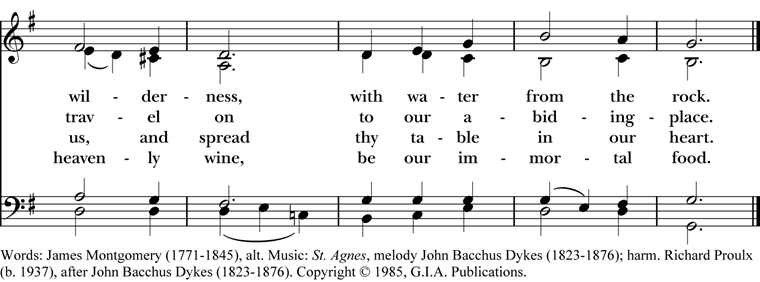 wil - der - ness, with wa - ter from the rock.
trav - el on to our a - bid - ing - place.
us, and spread thy ta - ble in our heart.
heaven - ly wine, be our im - mor - tal food.
Words: James Montgomery (1771-1845), alt. Music: St. Agnes, melody John Bacchus Dykes (1823-1876); harm. Richard Proulx
(b. 1937), after John Bacchus Dykes (1823-1876). Copyright © 1985, G.I.A. Publications.